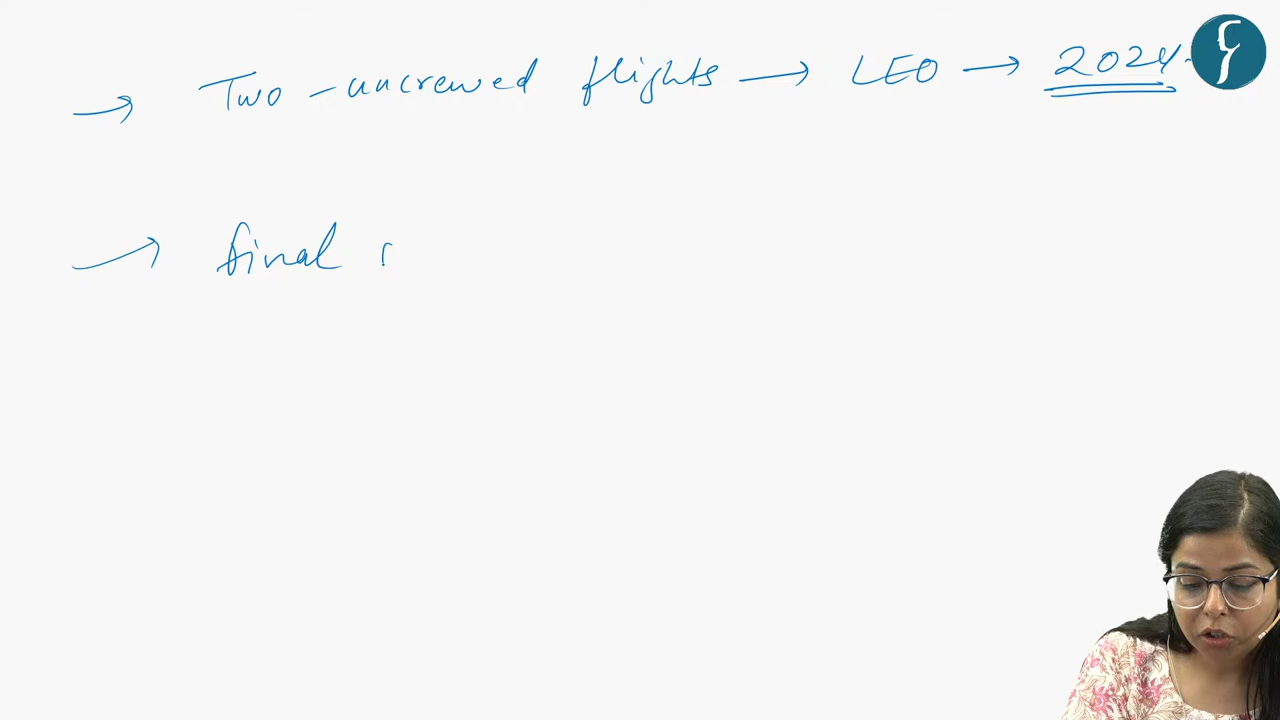 → Two-uncrewed flights → LEO → 2024
→ final